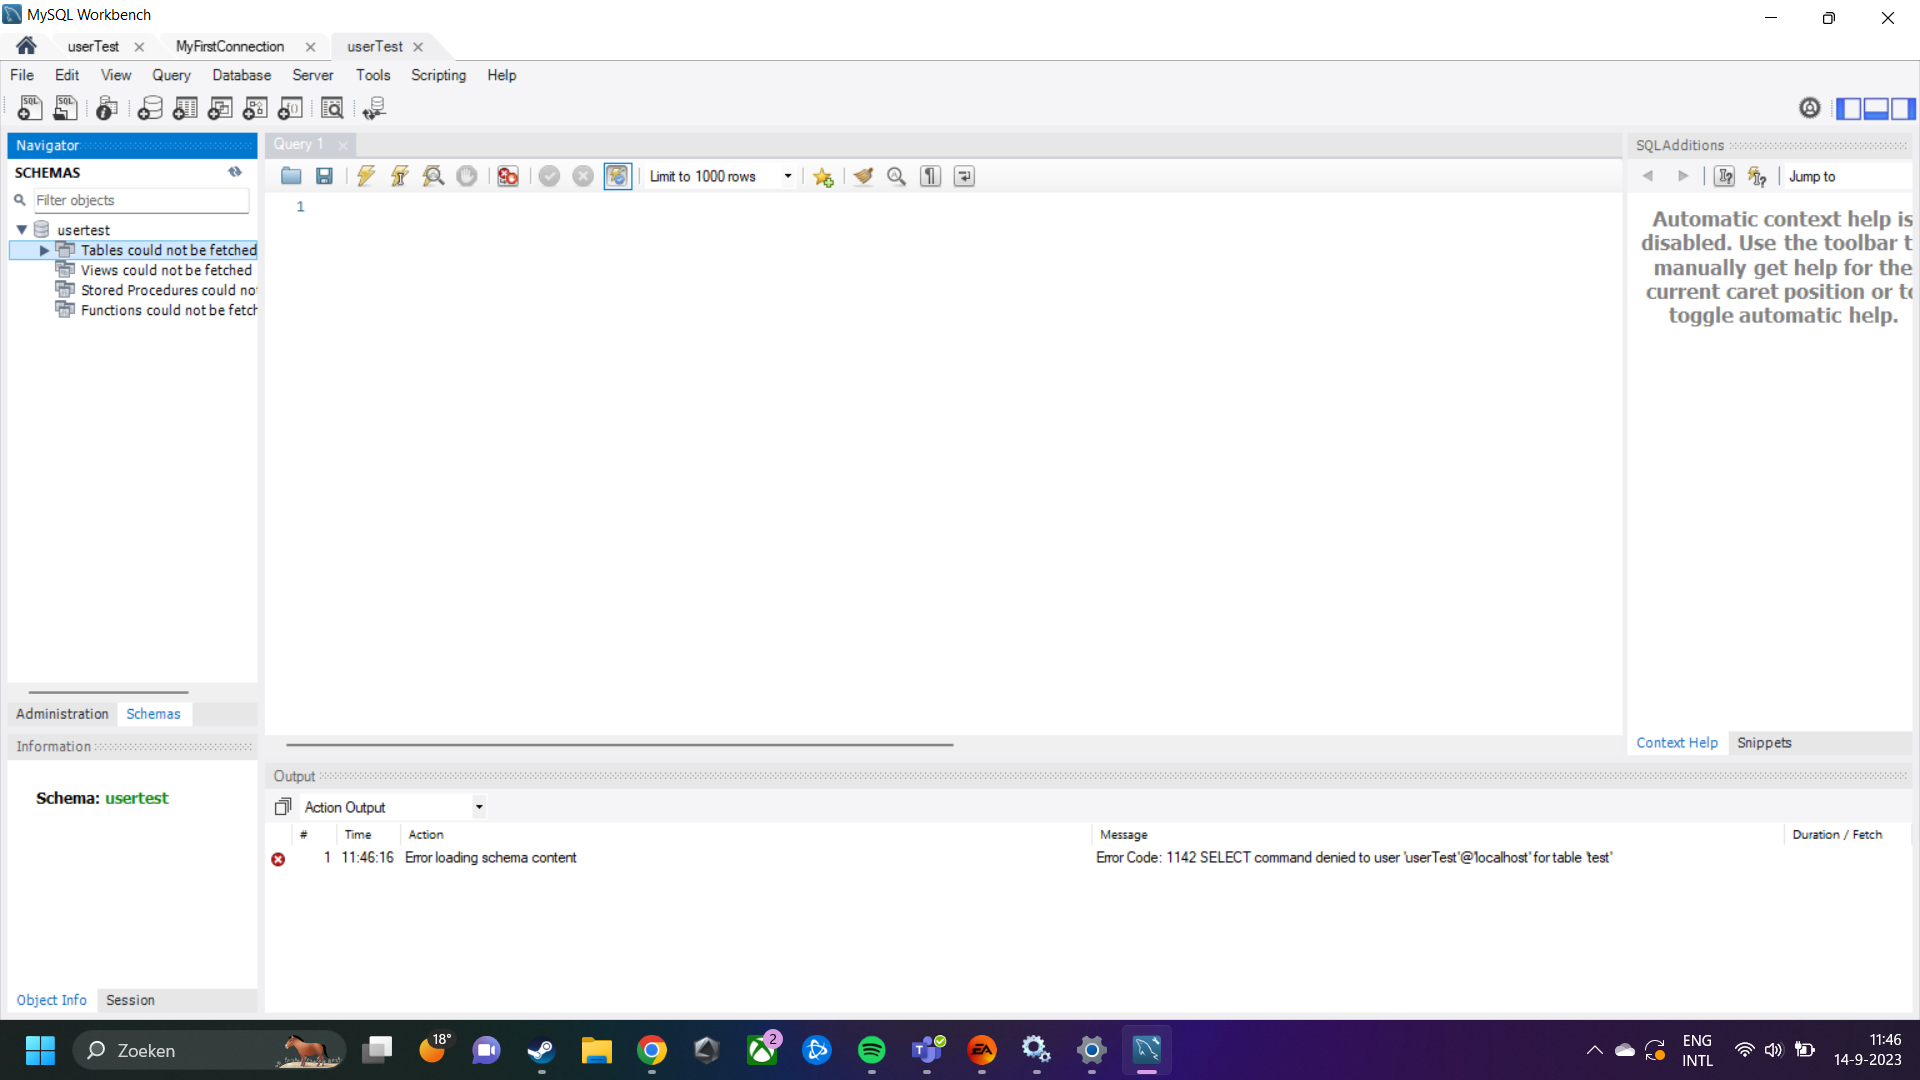 MySQL Workbench
userTest
MyFirstConnection
userTest
File Edit View Query Database Server Tools Scripting Help
Navigator
Query 1
SQLAdditions
SCHEMAS
Limit to 1000 rows
Jump to
Filter objects
1
usertest
Tables could not be fetched
Views could not be fetched
Stored Procedures could no
Functions could not be fetch
Automatic context help is
disabled. Use the toolbar t
manually get help for the
current caret position or to
toggle automatic help.
Administration Schemas
Information
Context Help Snippets
Output
Schema: usertest
Action Output
# Time Action Message Duration / Fetch
1 11:46:16 Error loading schema content Error Code: 1142 SELECT command denied to user 'userTest'@'localhost' for table 'test'
Object Info Session
Zoeken
18°
2
ENG
INTL
11:46
14-9-2023